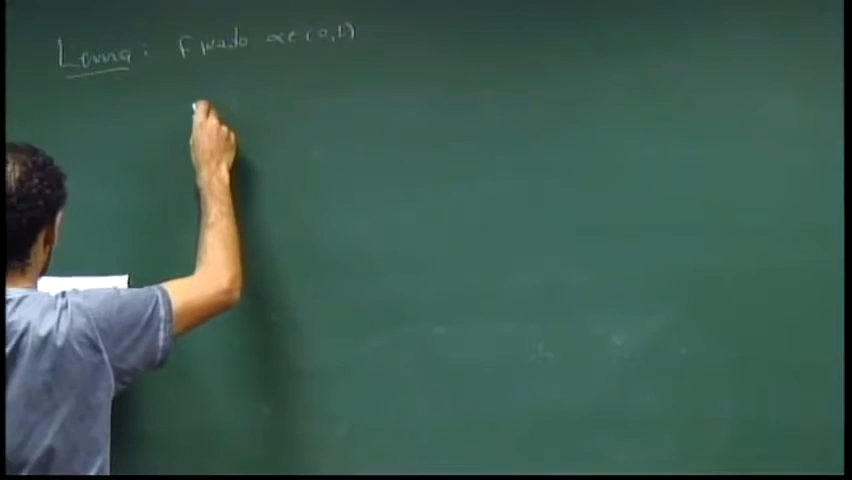 Lema: Fixado α ∈ (0,1)